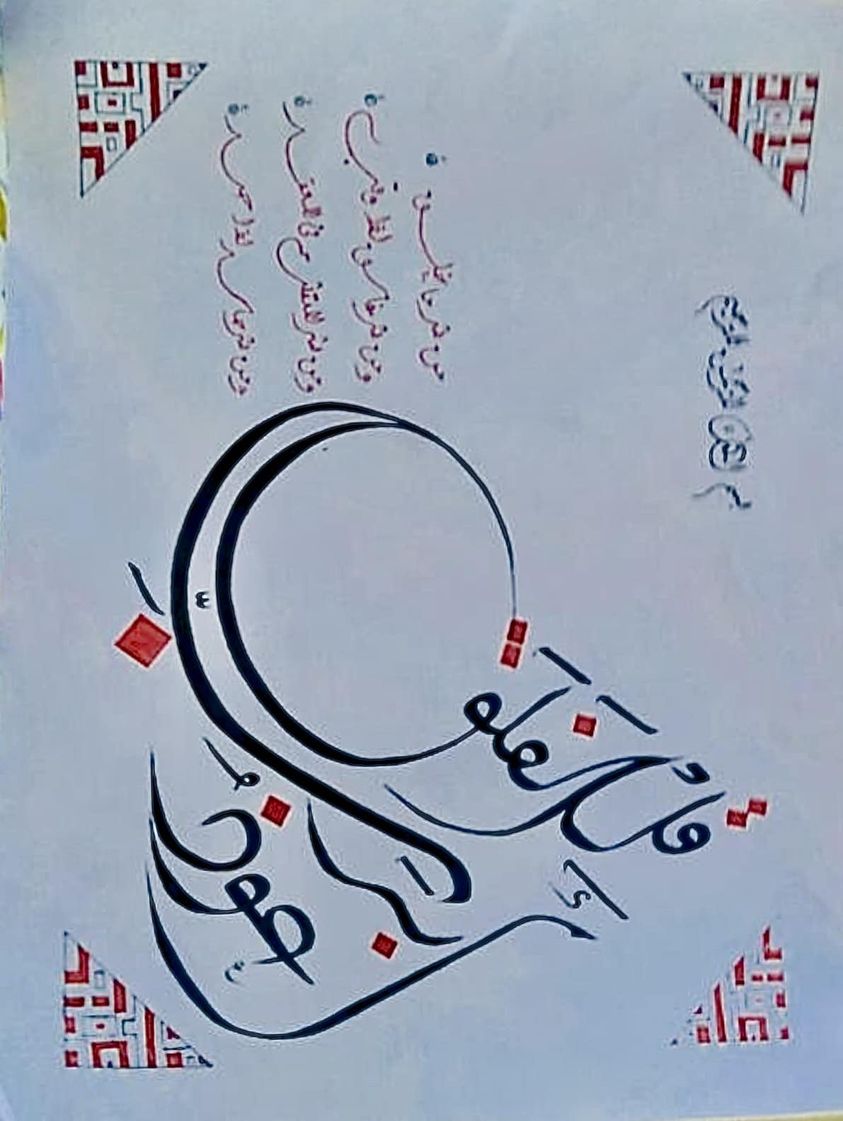 بسم الله الرحمن الرحيم
قل أعوذ بربّ الفلق
من شر ما خلق
ومن شر غاسق إذا وقب
ومن شر النفثت في العقد
ومن شر حاسد إذا حسد